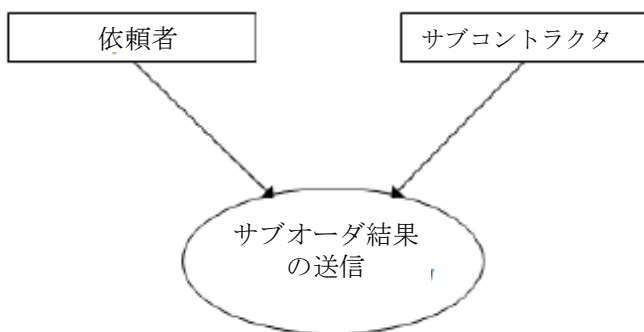 依頼者
サブコントラクタ
サブオーダ結果
の送信